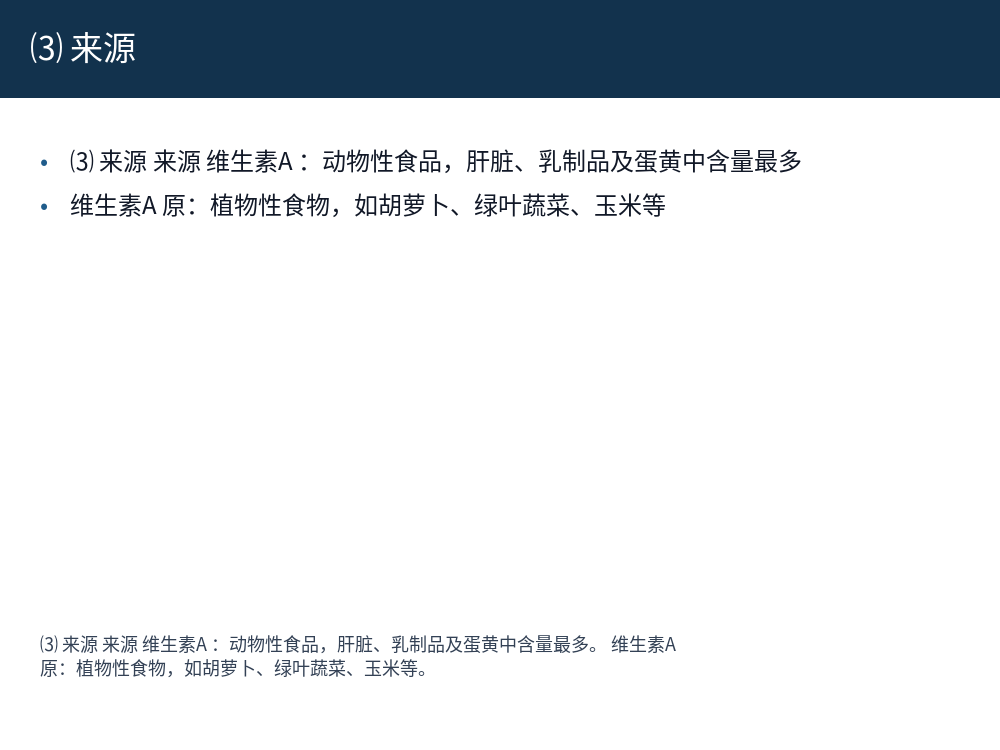 ⑶ 来源
• ⑶ 来源 来源 维生素A ：动物性食品，肝脏、乳制品及蛋黄中含量最多
• 维生素A 原：植物性食物，如胡萝卜、绿叶蔬菜、玉米等
⑶ 来源 来源 维生素A ：动物性食品，肝脏、乳制品及蛋黄中含量最多。 维生素A
原：植物性食物，如胡萝卜、绿叶蔬菜、玉米等。